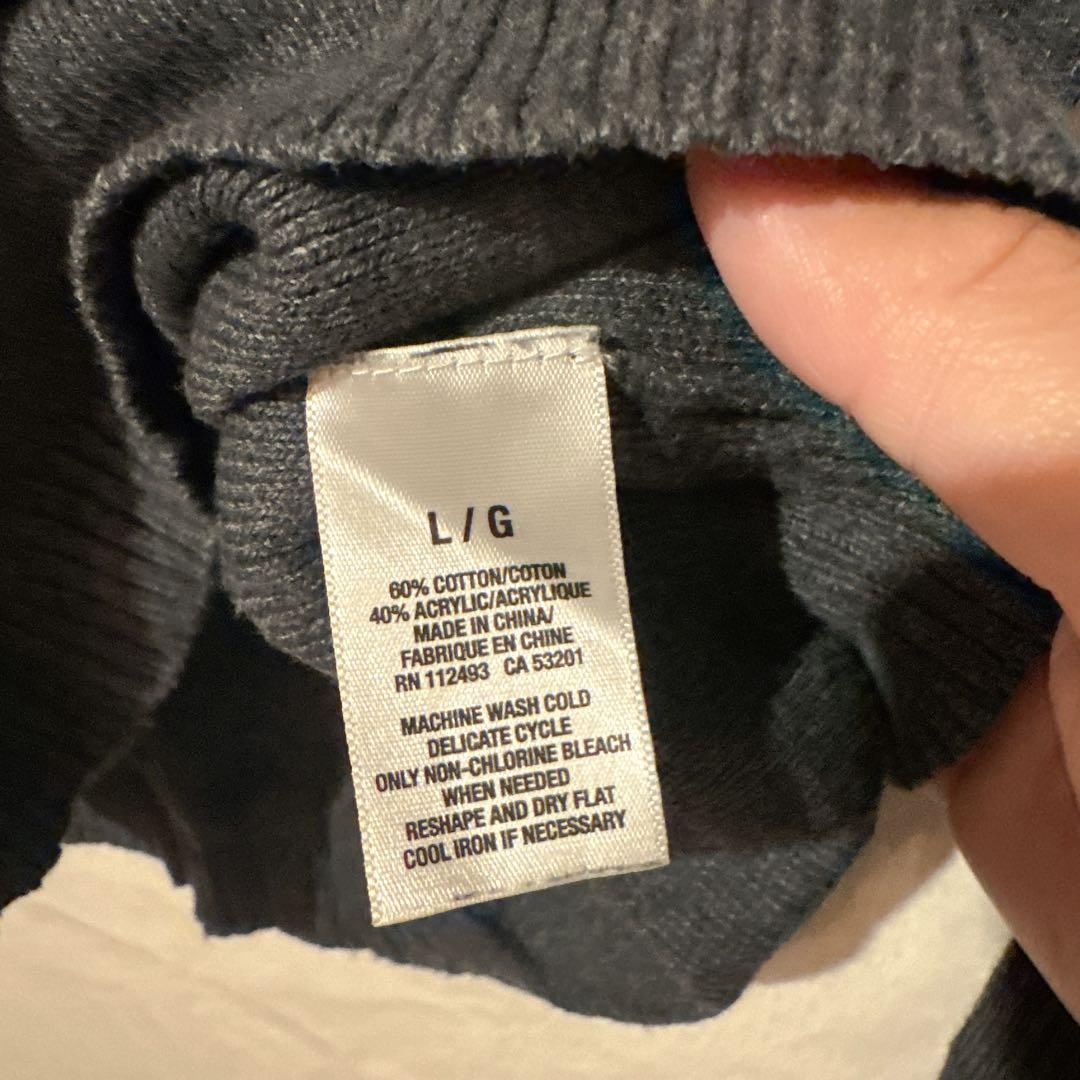 L / G
60% COTTON/COTON
40% ACRYLIC/ACRYLIQUE
MADE IN CHINA/
FABRIQUE EN CHINE
RN 112493 CA 53201
MACHINE WASH COLD
DELICATE CYCLE
ONLY NON-CHLORINE BLEACH
WHEN NEEDED
RESHAPE AND DRY FLAT
COOL IRON IF NECESSARY